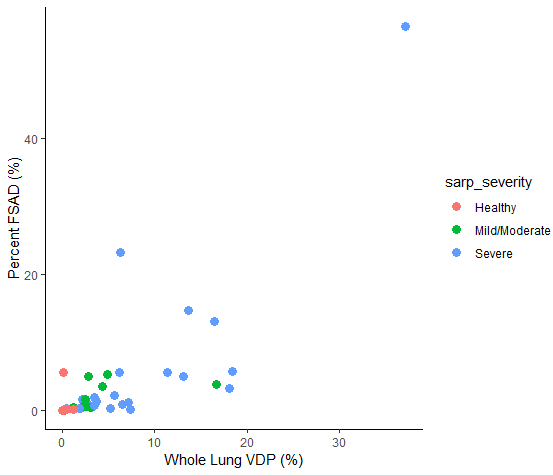 Percent FSAD (%)
40
20
0
0
10
20
30
Whole Lung VDP (%)
sarp_severity
Healthy
Mild/Moderate
Severe